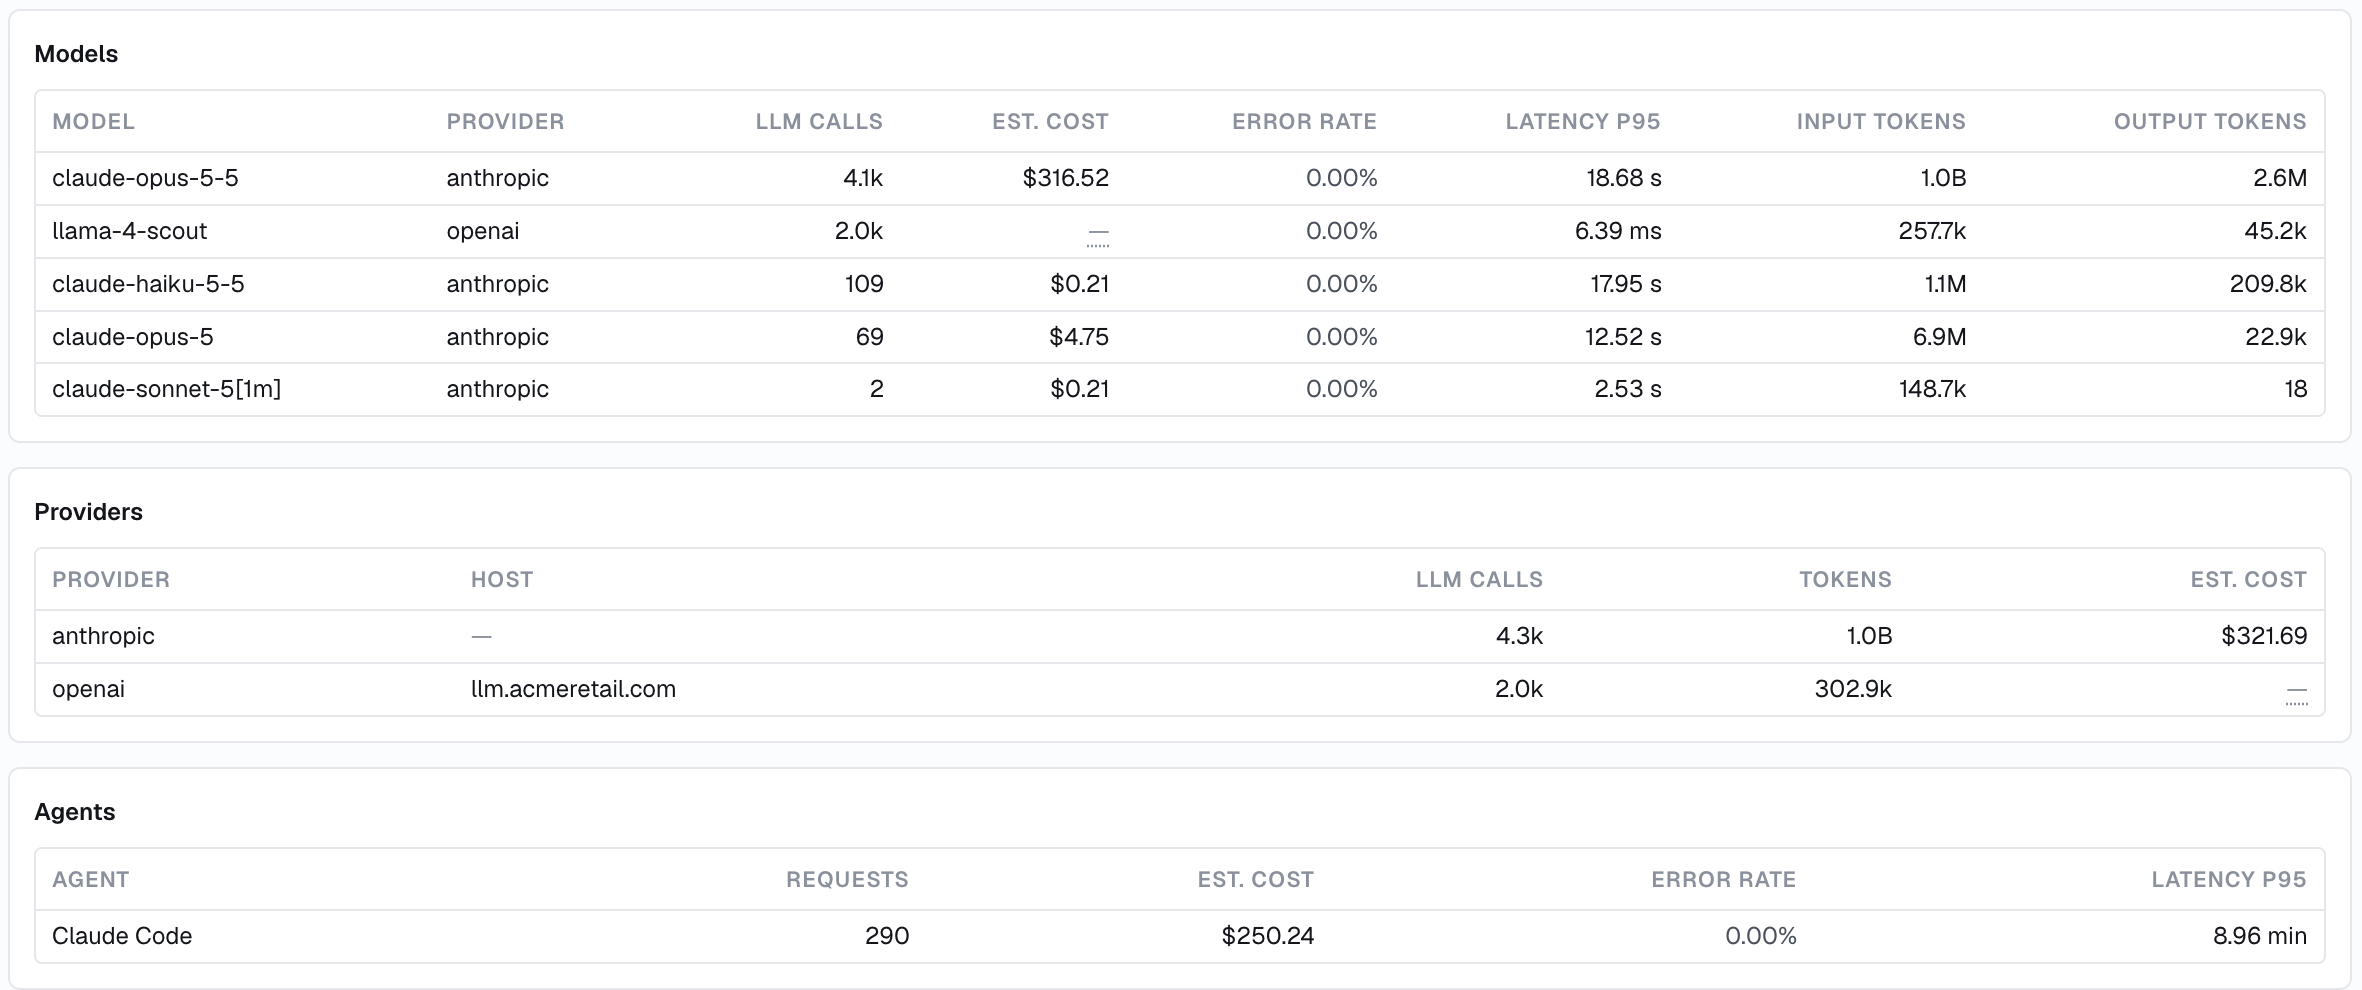 Models
MODEL PROVIDER LLM CALLS EST. COST ERROR RATE LATENCY P95 INPUT TOKENS OUTPUT TOKENS
claude-opus-5-5 anthropic 4.1k $316.52 0.00% 18.68 s 1.0B 2.6M
llama-4-scout openai 2.0k — 0.00% 6.39 ms 257.7k 45.2k
claude-haiku-5-5 anthropic 109 $0.21 0.00% 17.95 s 1.1M 209.8k
claude-opus-5 anthropic 69 $4.75 0.00% 12.52 s 6.9M 22.9k
claude-sonnet-5[1m] anthropic 2 $0.21 0.00% 2.53 s 148.7k 18
Providers
PROVIDER HOST LLM CALLS TOKENS EST. COST
anthropic — 4.3k 1.0B $321.69
openai llm.acmeretail.com 2.0k 302.9k —
Agents
AGENT REQUESTS EST. COST ERROR RATE LATENCY P95
Claude Code 290 $250.24 0.00% 8.96 min